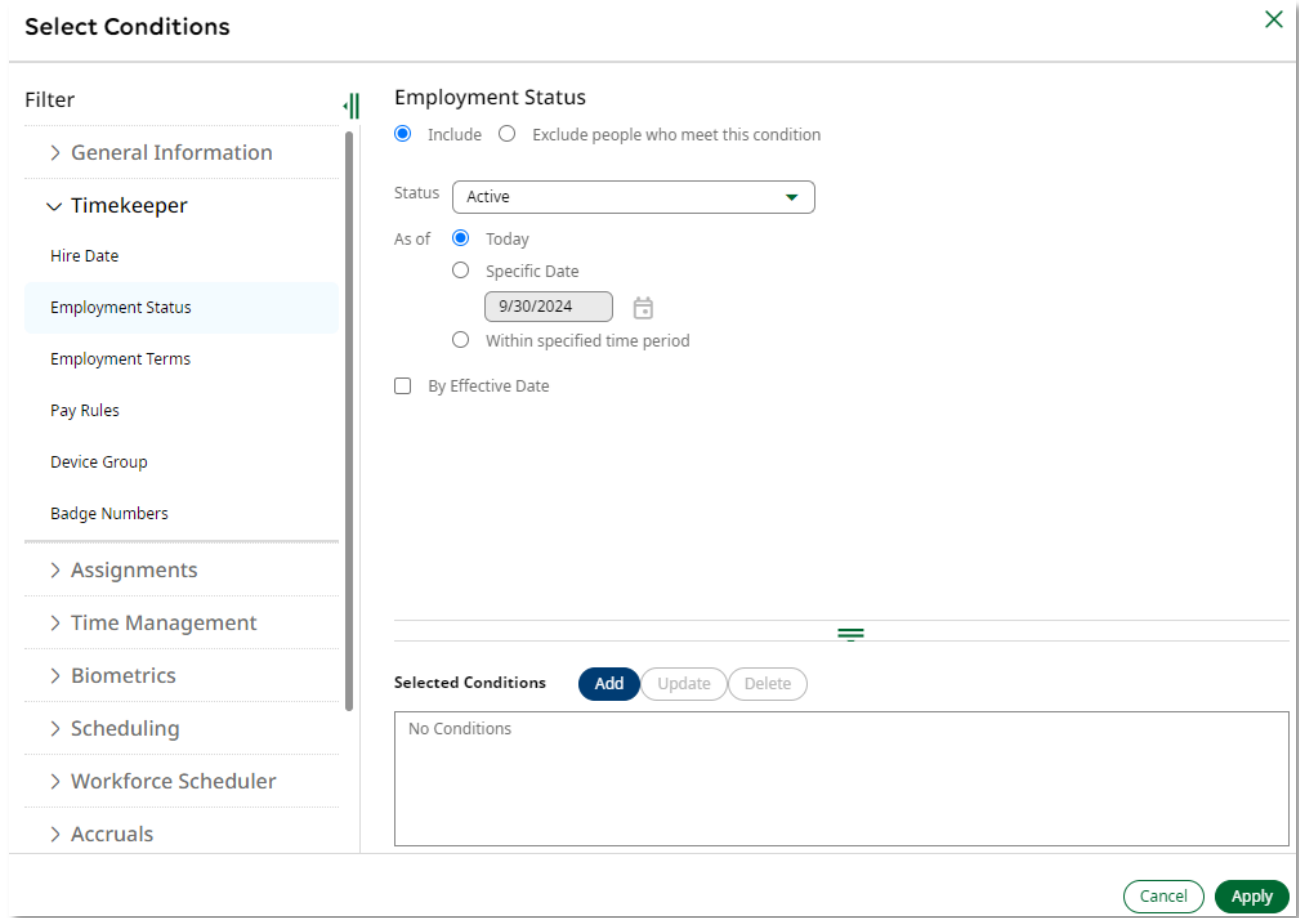 Select Conditions
Filter
General Information
Timekeeper
Hire Date
Employment Status
Employment Terms
Pay Rules
Device Group
Badge Numbers
Assignments
Time Management
Biometrics
Scheduling
Workforce Scheduler
Accruals
Employment Status
Include Exclude people who meet this condition
Status Active
As of Today
Specific Date
9/30/2024
Within specified time period
By Effective Date
Selected Conditions Add Update Delete
No Conditions
Cancel Apply